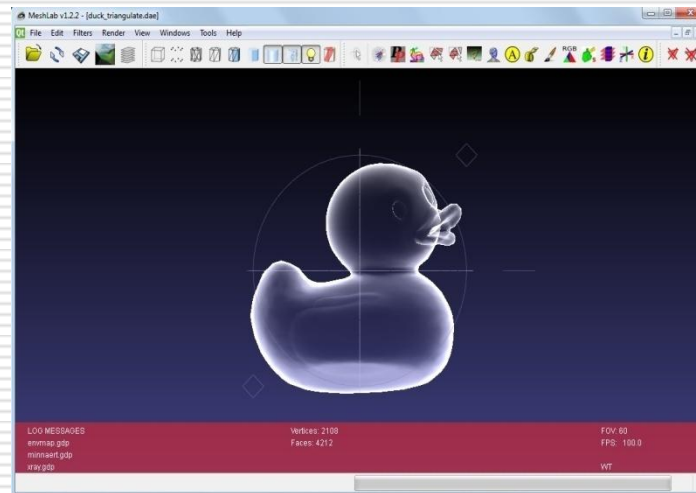 MeshLab v1.2.2 - [duck_triangulate.dae]
File Edit Filters Render View Windows Tools Help
RGB
A
i
LOG MESSAGES
envmap.gdp
minnaert.gdp
xray.gdp
Vertices: 2108
Faces: 4212
FOV: 60
FPS: 100.0
WT